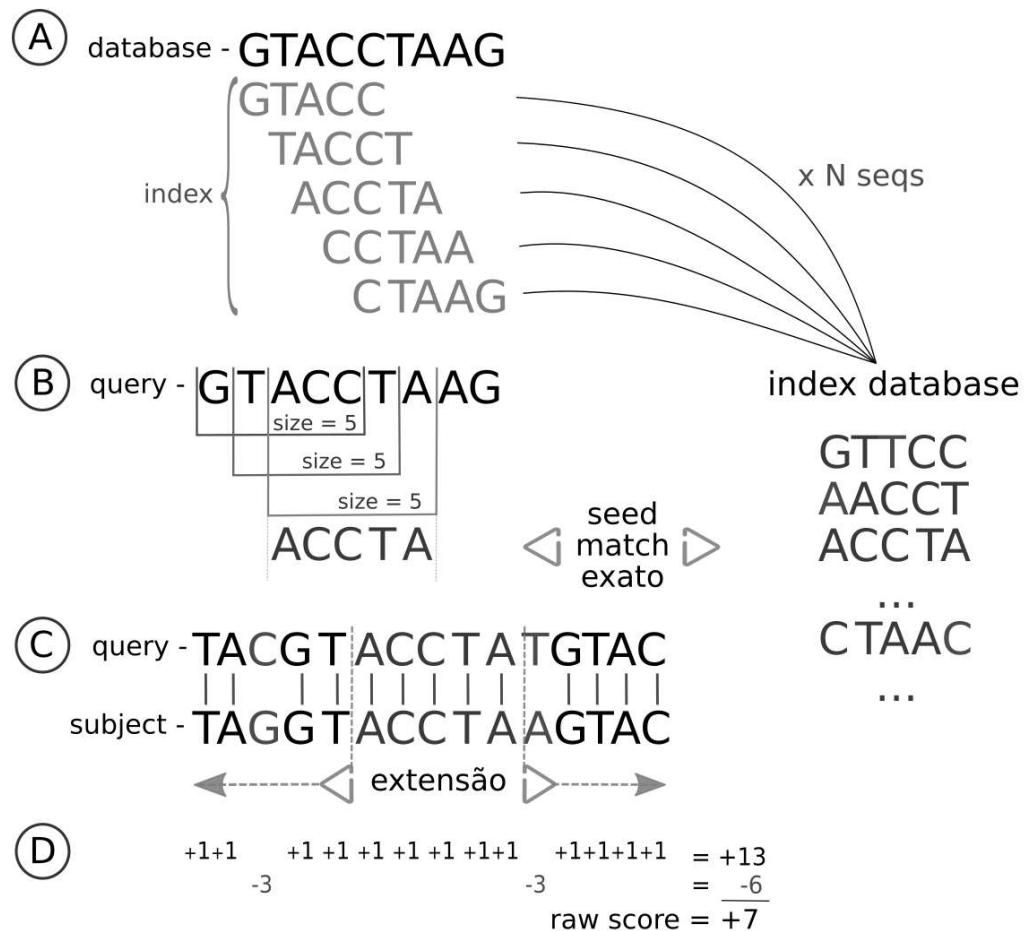 A
database - GTACCTAAG
index
GTACC
TACCT
ACCTA
CCTAA
CTAAG
x N seqs
B
query - GTACCTAAG
size = 5
size = 5
size = 5
ACCTA
seed
match
exato
index database
GTTCC
AACCT
ACCTA
...
CTAAC
...
C
query - TACGTACCTATGTAC
subject - TAGGTACCTAAGTAC
extensão
D
+1+1 +1 +1 +1 +1 +1 +1+1 +1+1+1+1 = +13
-3 -3 = -6
raw score = +7